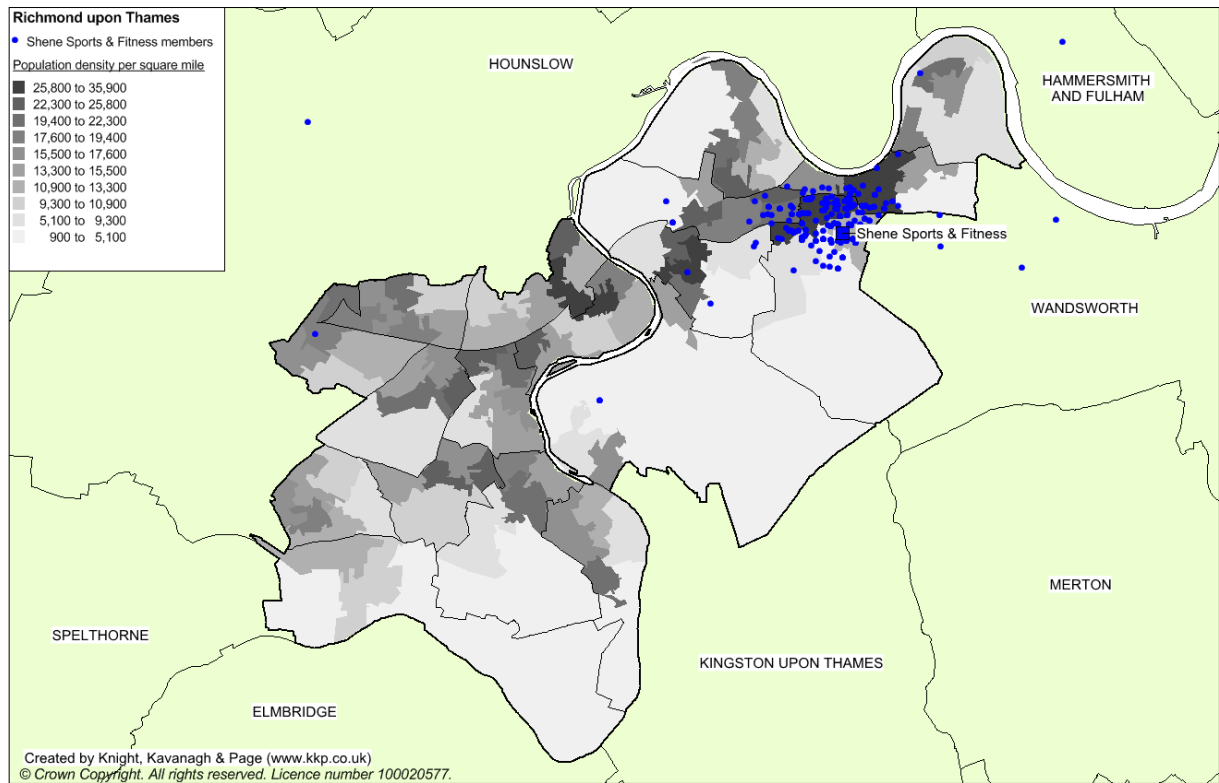 Richmond upon Thames
Shene Sports & Fitness members
Population density per square mile
25,800 to 35,900
22,300 to 25,800
19,400 to 22,300
17,600 to 19,400
15,500 to 17,600
13,300 to 15,500
10,900 to 13,300
9,300 to 10,900
5,100 to 9,300
900 to 5,100
HOUNSLOW
HAMMERSMITH
AND FULHAM
Shene Sports & Fitness
WANDSWORTH
MERTON
SPELTHORNE
KINGSTON UPON THAMES
ELMBRIDGE
Created by Knight, Kavanagh & Page (www.kkp.co.uk)
© Crown Copyright. All rights reserved. Licence number 100020577.